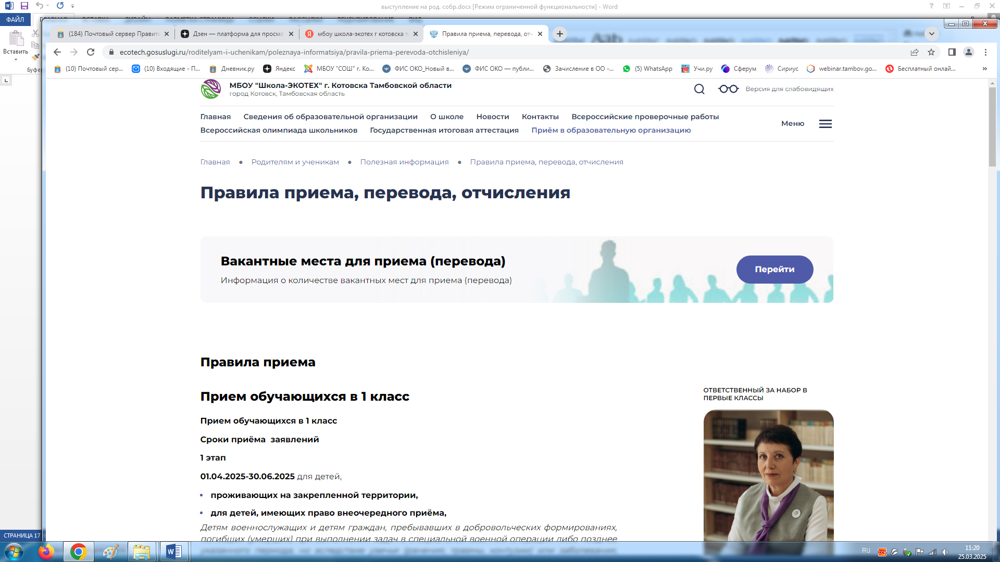 выступление на род. собр.docx [Режим ограниченной функциональности] - Word
ФАЙЛ
(184) Почтовый сервер Правите
Дзен — платформа для просмо
мбоу школа-экотех г котовска т
Правила приема, перевода, отч
Вставить
ecotech.gosuslugi.ru/roditelyam-i-uchenikam/poleznaya-informatsiya/pravila-priema-perevoda-otchisleniya/
Буфер
(10) Почтовый сер...
(10) Входящие - П...
Дневник.ру
Яндекс
МБОУ "СОШ" г. Ко...
ФИС ОКО_Новый в...
ФИС ОКО — публи...
Зачисление в ОО -...
(5) WhatsApp
Учи.ру
Сферум
Сириус
webinar.tambov.go...
Бесплатный онлай...
МБОУ "Школа-ЭКОТЕХ" г. Котовска Тамбовской области
город Котовск, Тамбовская область
Версия для слабовидящих
Главная Сведения об образовательной организации О школе Новости Контакты Всероссийские проверочные работы
Всероссийская олимпиада школьников Государственная итоговая аттестация Приём в образовательную организацию
Меню
Главная ● Родителям и ученикам ● Полезная информация ● Правила приема, перевода, отчисления
Правила приема, перевода, отчисления
Вакантные места для приема (перевода)
Информация о количестве вакантных мест для приема (перевода)
Перейти
Правила приема
Прием обучающихся в 1 класс
Прием обучающихся в 1 класс
Сроки приёма  заявлений
1 этап
01.04.2025-30.06.2025 для детей,
• проживающих на закрепленной территории,
• для детей, имеющих право внеочередного приёма,
Детям военнослужащих и детям граждан, пребывавших в добровольческих формированиях,
погибших (умерших) при выполнении задач в специальной военной операции либо позднее
ОТВЕТСТВЕННЫЙ ЗА НАБОР В
ПЕРВЫЕ КЛАССЫ
СТРАНИЦА 17
RU
11:20
25.03.2025